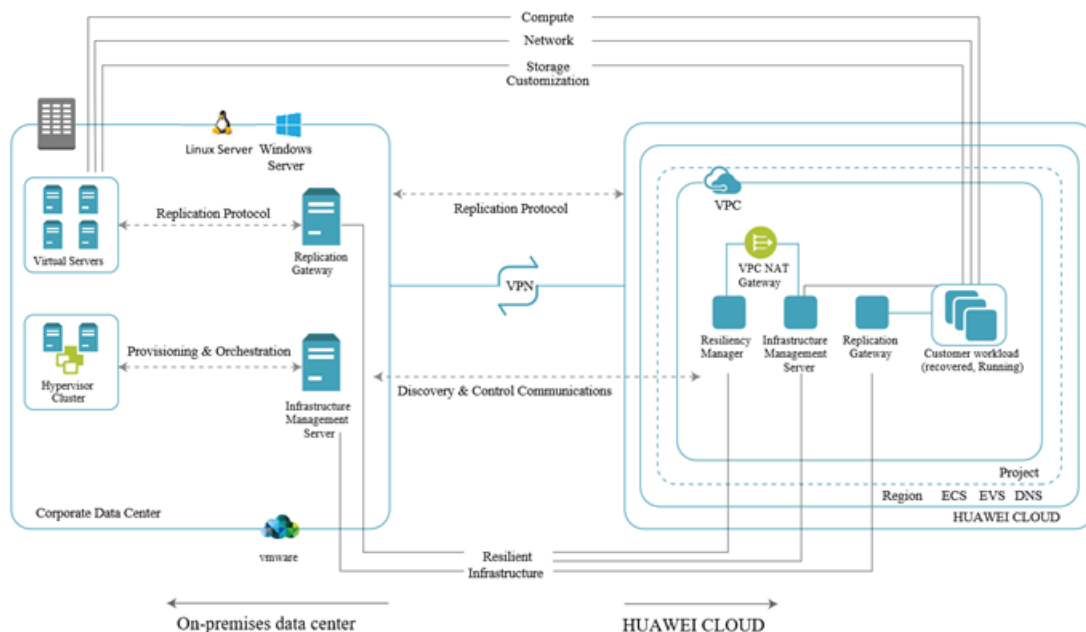 Compute
Network
Storage
Customization
Linux Server
Windows
Server
Replication Protocol
Virtual Servers
Replication
Gateway
Replication Protocol
VPN
VPC
VPC NAT
Gateway
Resiliency
Manager
Infrastructure
Management
Server
Replication
Gateway
Customer workload
(recovered, Running)
Provisioning & Orchestration
Hypervisor
Cluster
Infrastructure
Management
Server
Discovery & Control Communications
Project
Region ECS EVS DNS
HUAWEI CLOUD
Corporate Data Center
vmware
Resilient
Infrastructure
On-premises data center
HUAWEI CLOUD